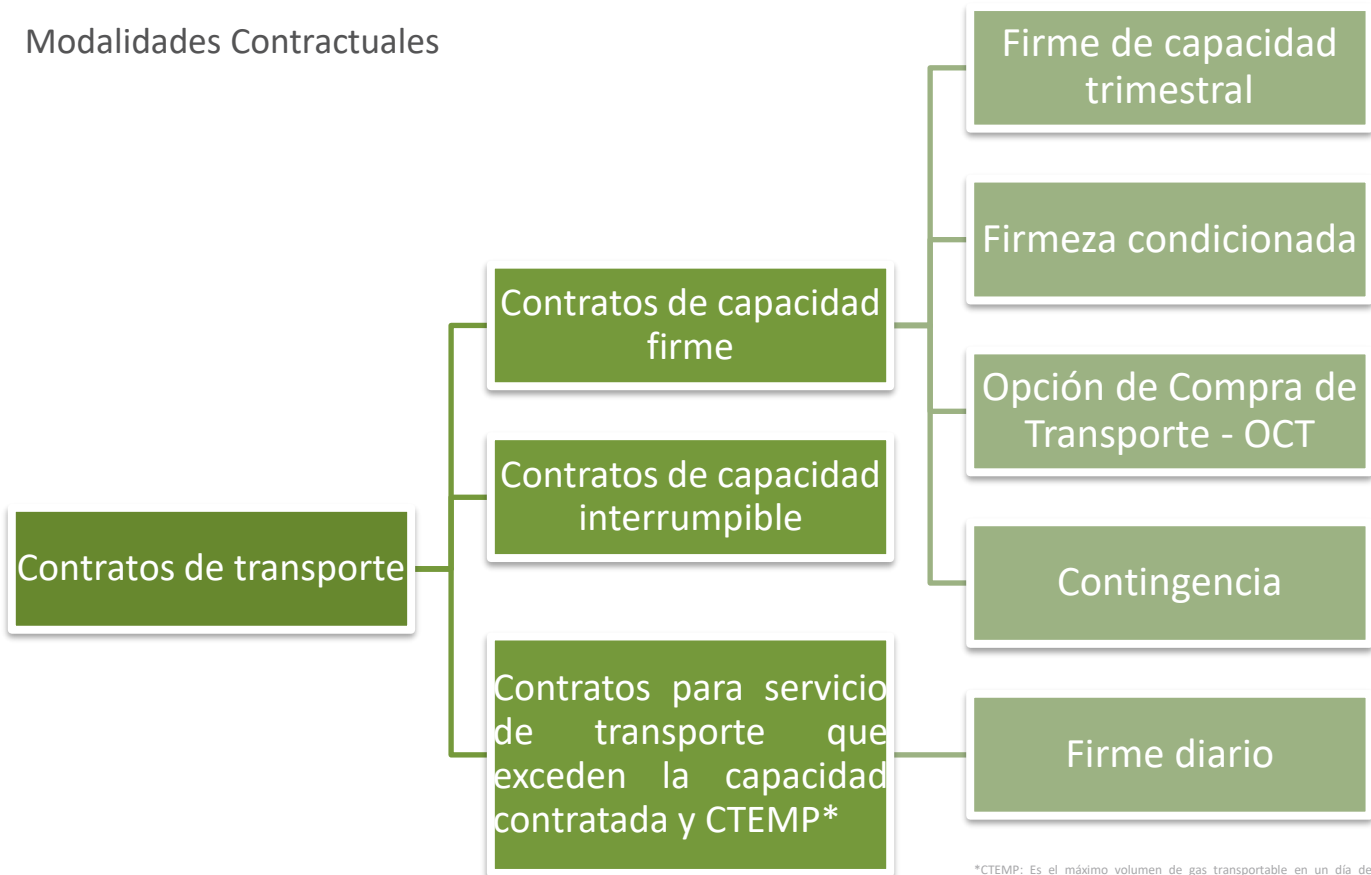 Modalidades Contractuales
Contratos de transporte
Contratos de capacidad
firme
Contratos de capacidad
interrumpible
Contratos para servicio
de transporte que
exceden la capacidad
contratada y CTEMP*
Firme de capacidad
trimestral
Firmeza condicionada
Opción de Compra de
Transporte - OCT
Contingencia
Firme diario
*CTEMP: Es el máximo volumen de gas transportable en un día de